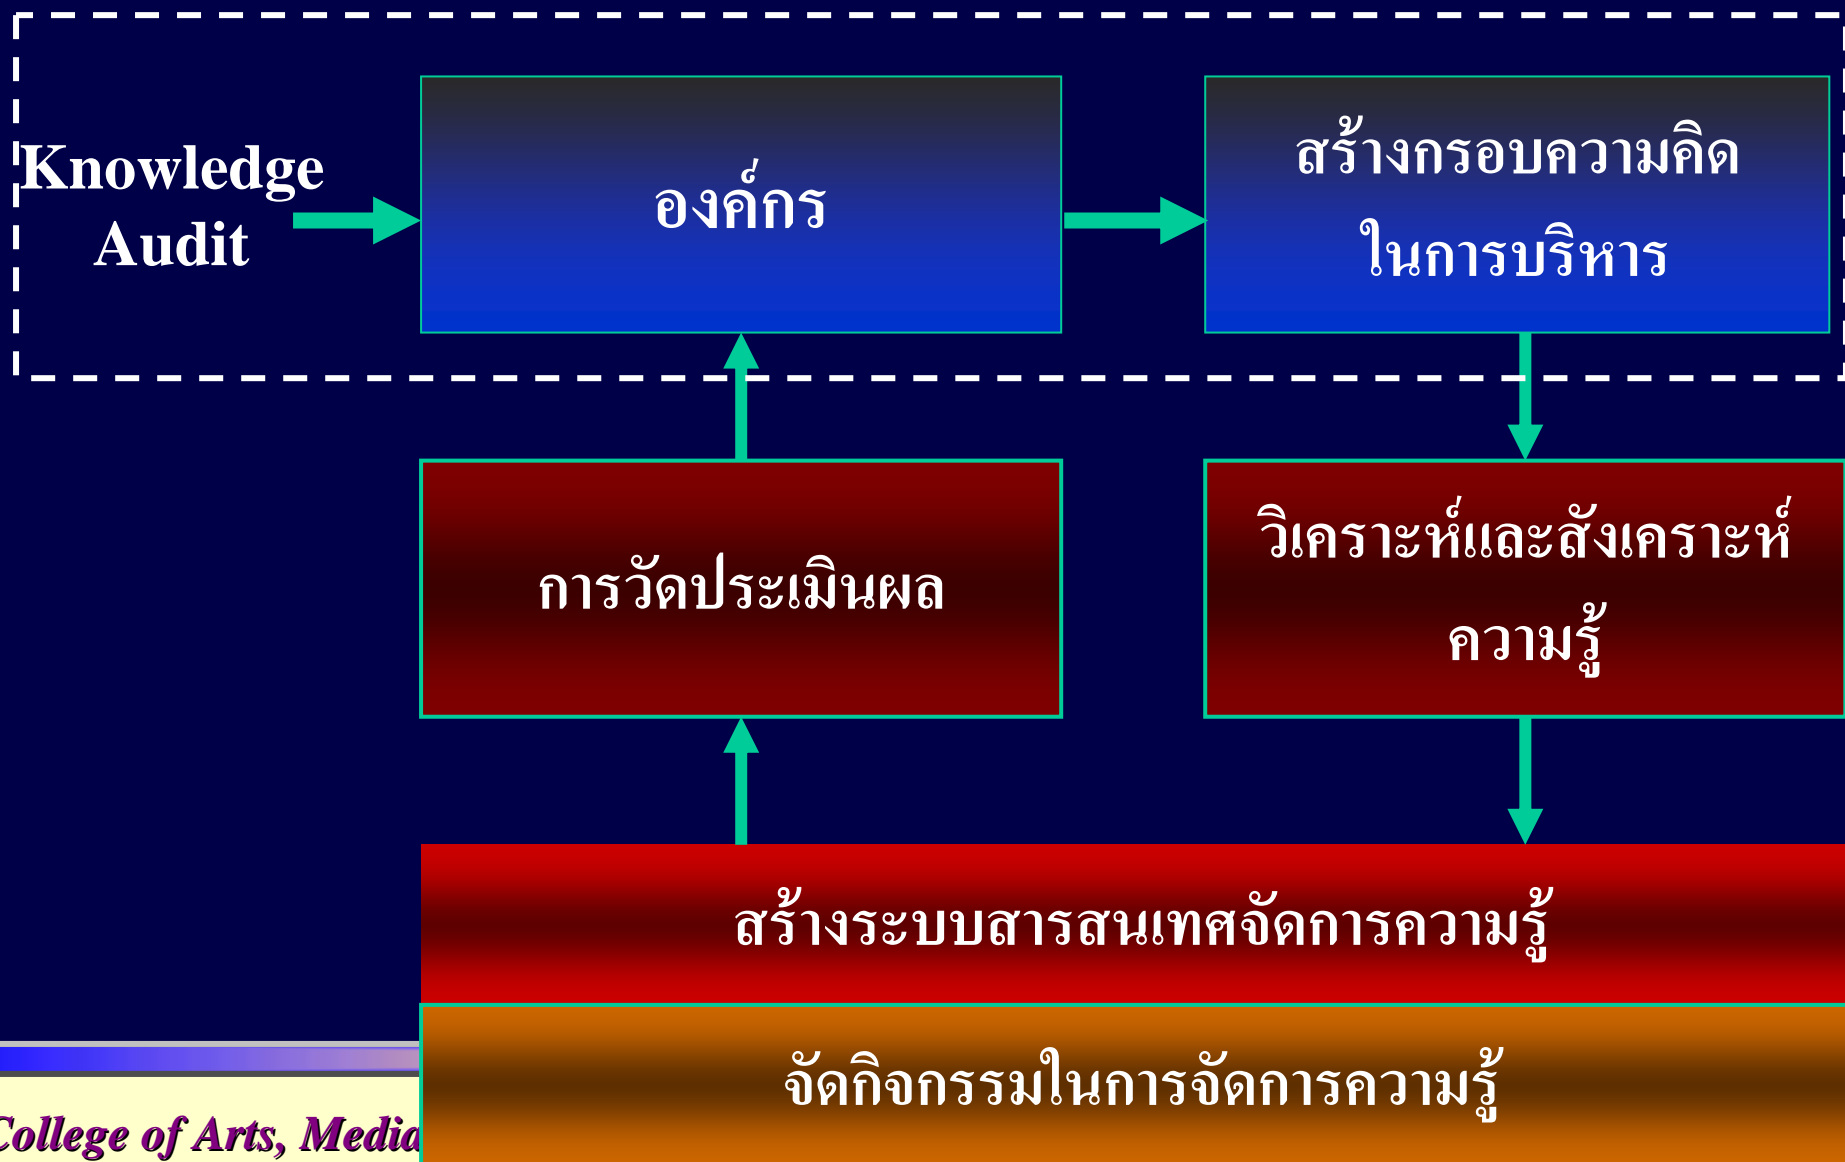 Knowledge
Audit
องค์กร
สร้างกรอบความคิด
ในการบริหาร
การวัดประเมินผล
วิเคราะห์และสังเคราะห์
ความรู้
สร้างระบบสารสนเทศจัดการความรู้
จัดกิจกรรมในการจัดการความรู้
College of Arts, Media